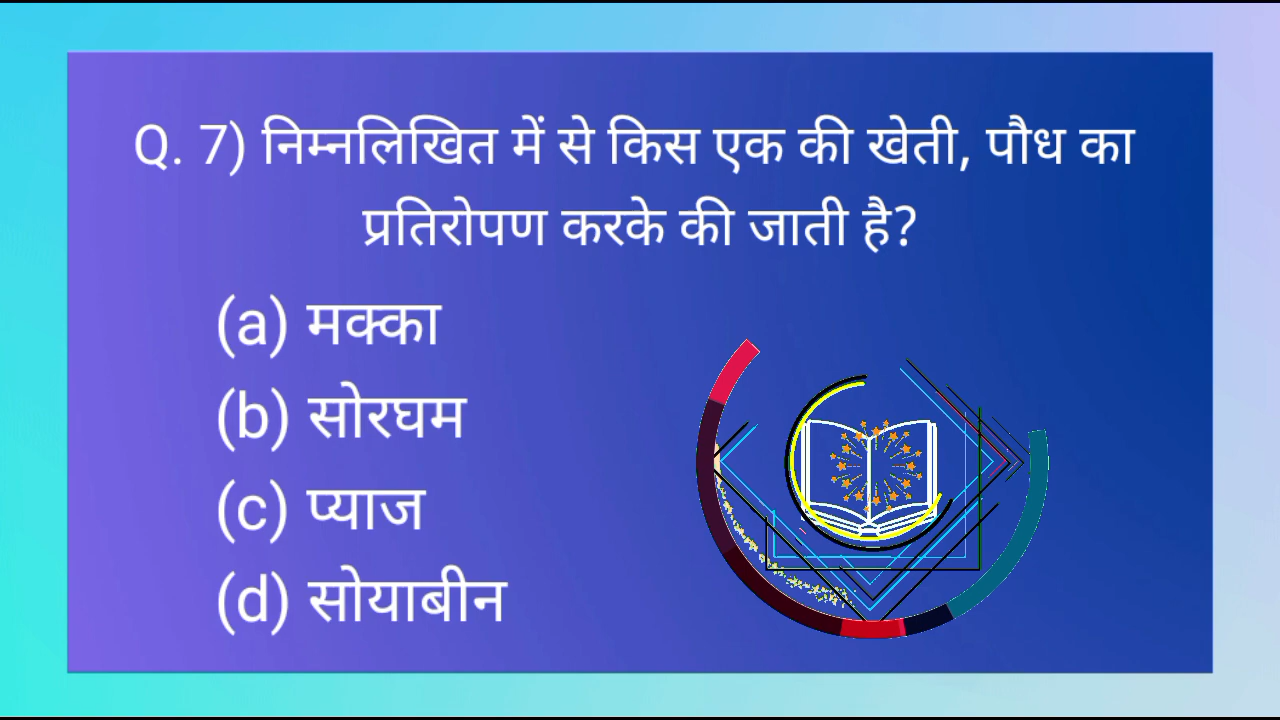 Q. 7) निम्नलिखित में से किस एक की खेती, पौध का
प्रतिरोपण करके की जाती है?
(a) मक्का
(b) सोरघम
(c) प्याज
(d) सोयाबीन